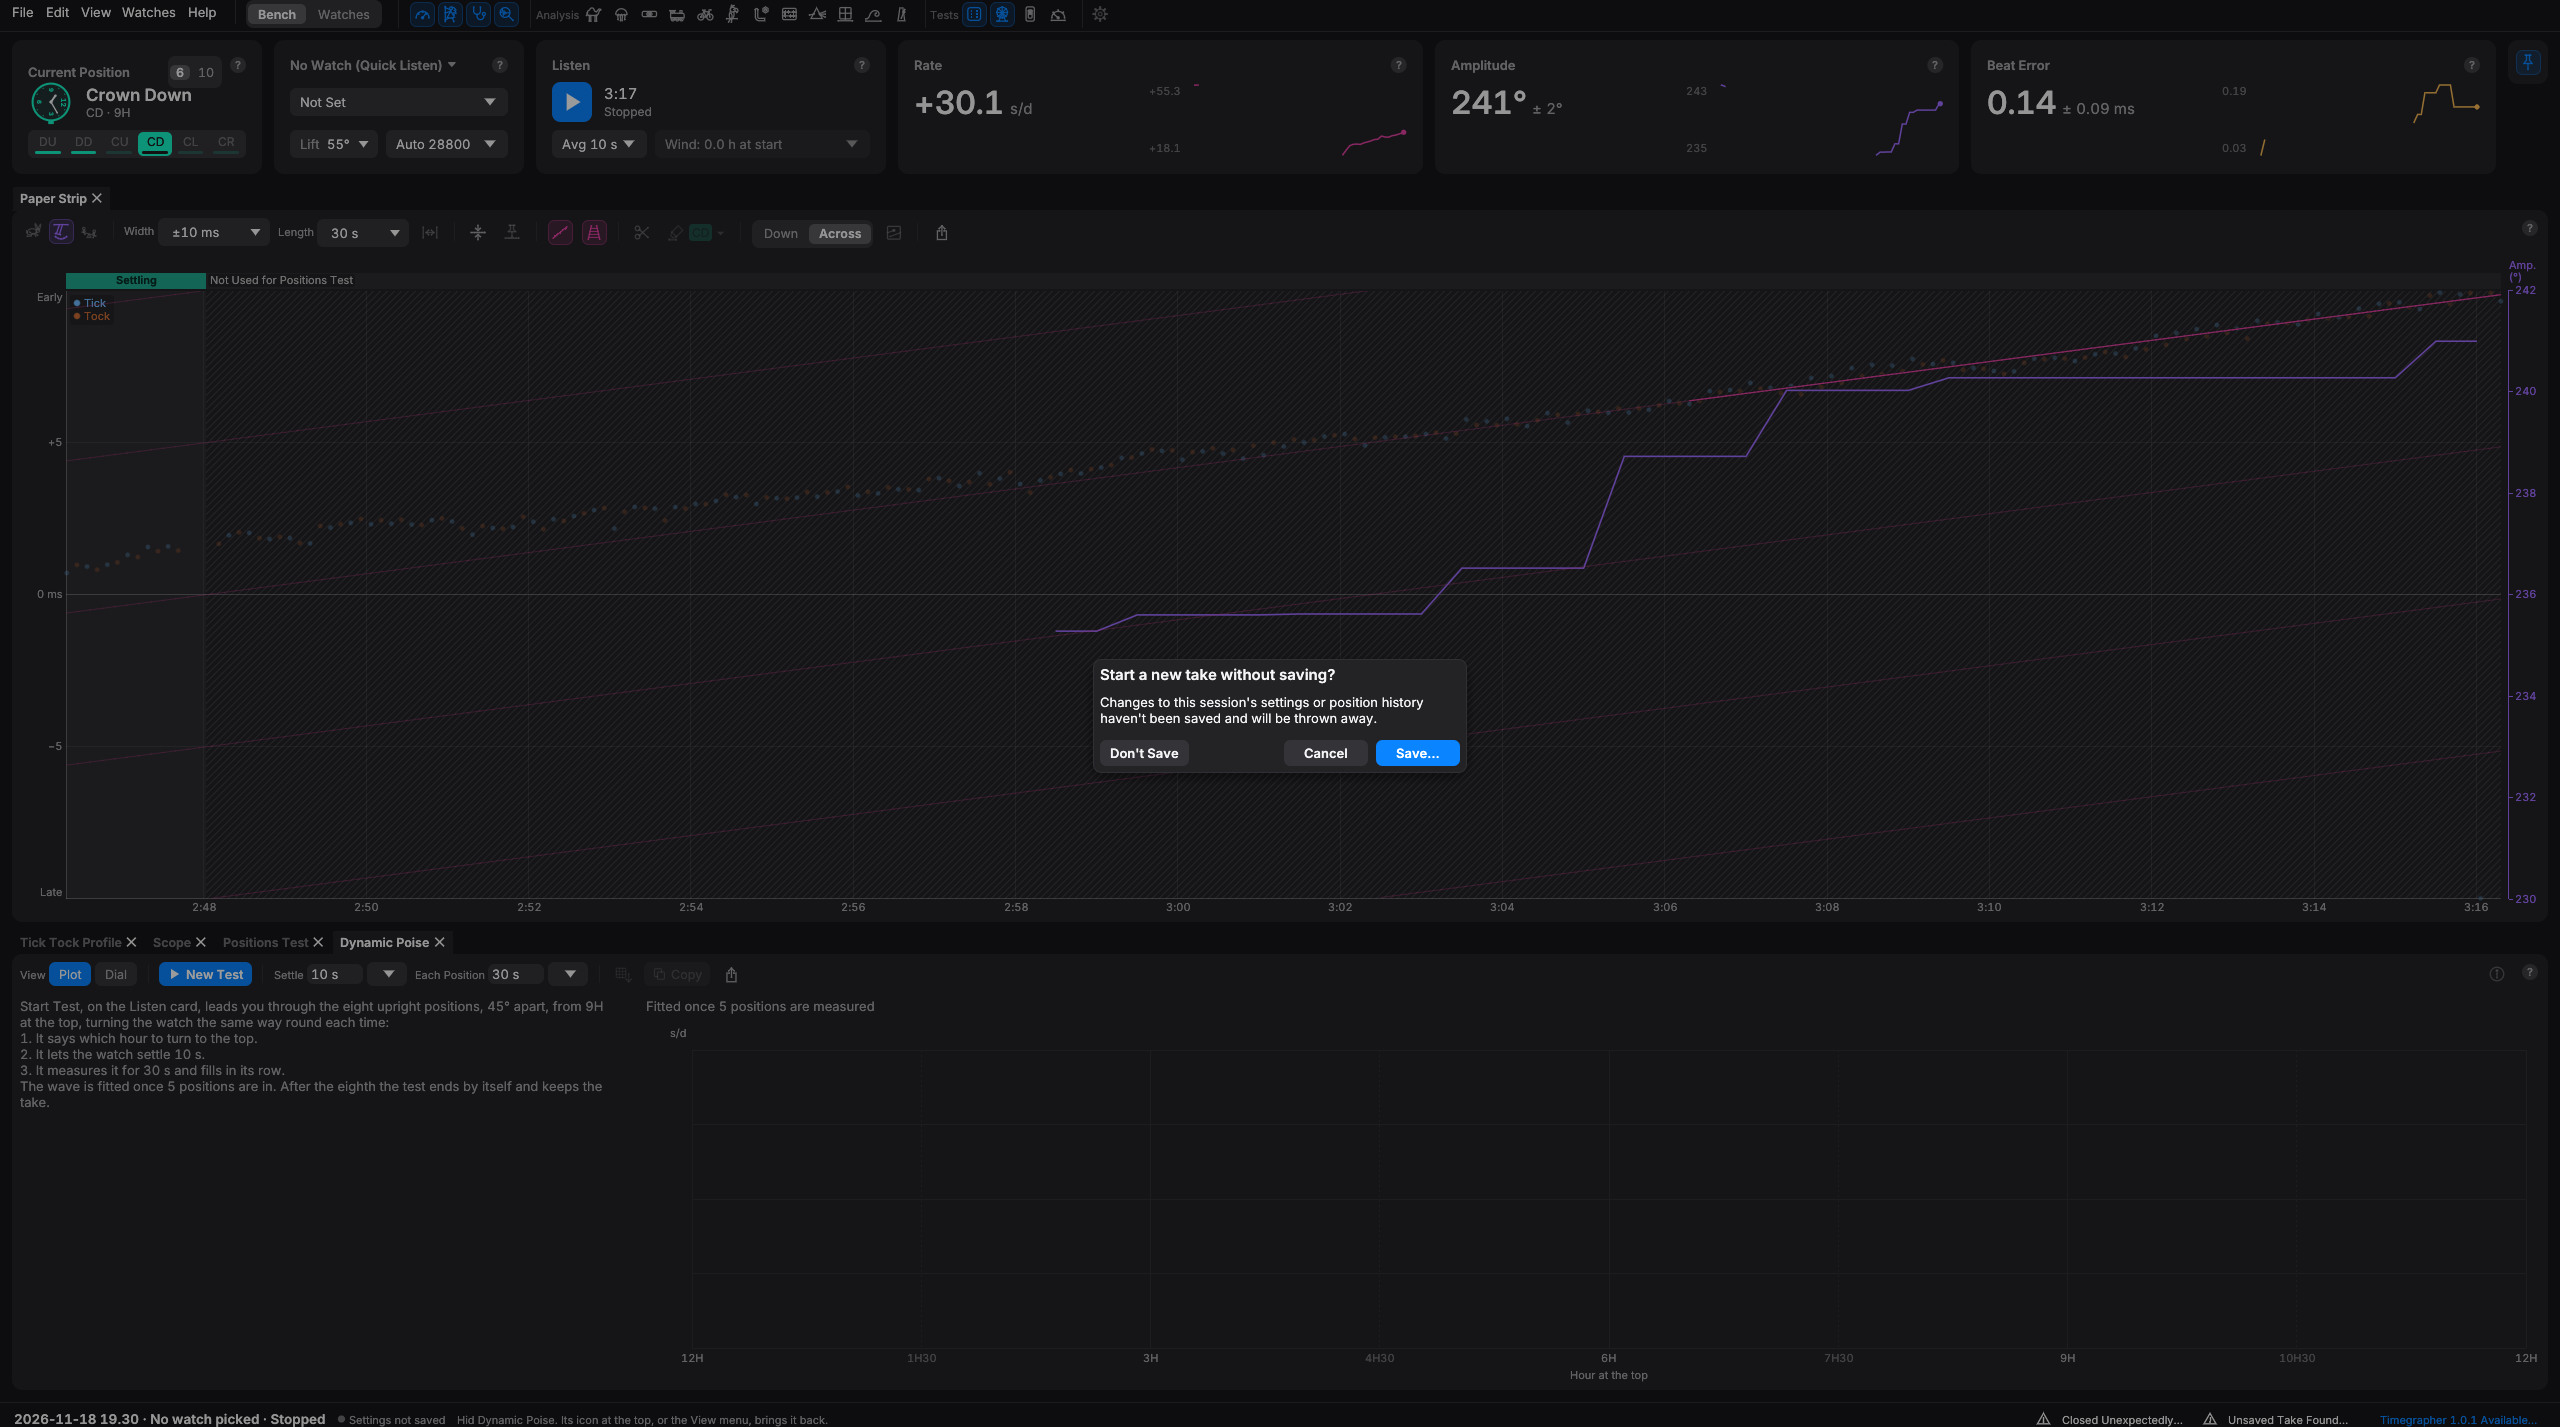 File Edit View Watches Help Bench Watches Analysis Tests
Current Position 6 10 ?
Crown Down
CD · 9H
DU DD CU CD CL CR
No Watch (Quick Listen) ?
Not Set
Lift 55° Auto 28800
Listen ?
3:17
Stopped
Avg 10 s Wind: 0.0 h at start
Rate ?
+30.1 s/d
+55.3
+18.1
Amplitude ?
241° ± 2°
243
235
Beat Error ?
0.14 ± 0.09 ms
0.19
0.03
Paper Strip
Width ±10 ms Length 30 s Down Across ?
Settling Not Used for Positions Test
Amp.
(°)
Early
Tick
Tock
+5
0 ms
−5
Late
242
240
238
236
234
232
230
2:48 2:50 2:52 2:54 2:56 2:58 3:00 3:02 3:04 3:06 3:08 3:10 3:12 3:14 3:16
Start a new take without saving?
Changes to this session's settings or position history
haven't been saved and will be thrown away.
Don't Save Cancel Save...
Tick Tock Profile Scope Positions Test Dynamic Poise
View Plot Dial New Test Settle 10 s Each Position 30 s Copy ?
Start Test, on the Listen card, leads you through the eight upright positions, 45° apart, from 9H
at the top, turning the watch the same way round each time:
1. It says which hour to turn to the top.
2. It lets the watch settle 10 s.
3. It measures it for 30 s and fills in its row.
The wave is fitted once 5 positions are in. After the eighth the test ends by itself and keeps the
take.
Fitted once 5 positions are measured
s/d
12H 1H30 3H 4H30 6H 7H30 9H 10H30 12H
Hour at the top
2026-11-18 19.30 · No watch picked · Stopped Settings not saved Hid Dynamic Poise. Its icon at the top, or the View menu, brings it back. Closed Unexpectedly... Unsaved Take Found... Timegrapher 1.0.1 Available...